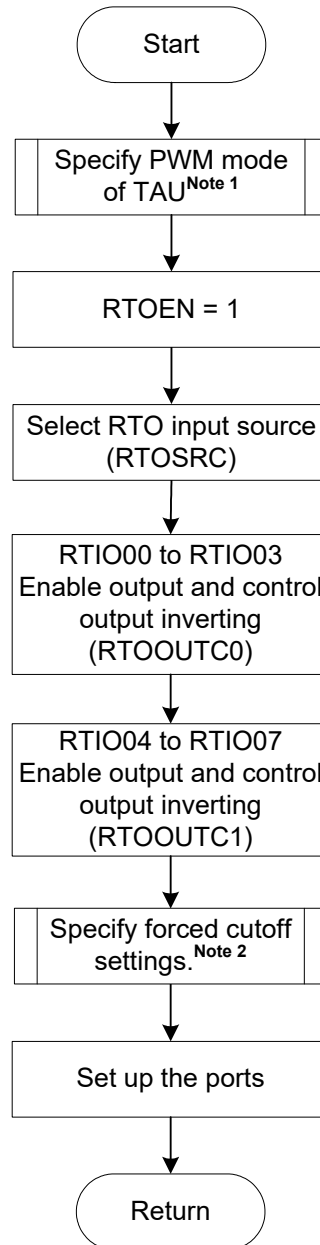 Start
Specify PWM mode
of TAU Note 1
RTOEN = 1
Select RTO input source
(RTOSRC)
RTIO00 to RTIO03
Enable output and control
output inverting
(RTOOUTC0)
RTIO04 to RTIO07
Enable output and control
output inverting
(RTOOUTC1)
Specify forced cutoff
settings. Note 2
Set up the ports
Return